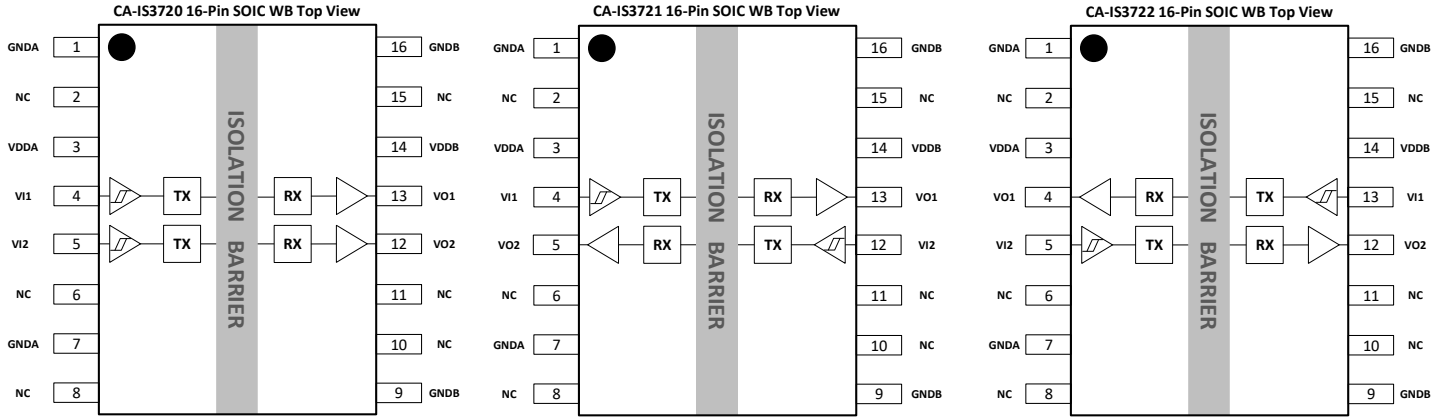 CA-IS3720 16-Pin SOIC WB Top View
GNDA 1 16 GNDB
NC 2 15 NC
VDDA 3 14 VDDB
VI1 4 TX RX 13 VO1
VI2 5 TX RX 12 VO2
NC 6 11 NC
GNDA 7 10 NC
NC 8 9 GNDB
ISOLATION BARRIER
CA-IS3721 16-Pin SOIC WB Top View
GNDA 1 16 GNDB
NC 2 15 NC
VDDA 3 14 VDDB
VI1 4 TX RX 13 VO1
VO2 5 RX TX 12 VI2
NC 6 11 NC
GNDA 7 10 NC
NC 8 9 GNDB
ISOLATION BARRIER
CA-IS3722 16-Pin SOIC WB Top View
GNDA 1 16 GNDB
NC 2 15 NC
VDDA 3 14 VDDB
VO1 4 RX TX 13 VI1
VI2 5 TX RX 12 VO2
NC 6 11 NC
GNDA 7 10 NC
NC 8 9 GNDB
ISOLATION BARRIER